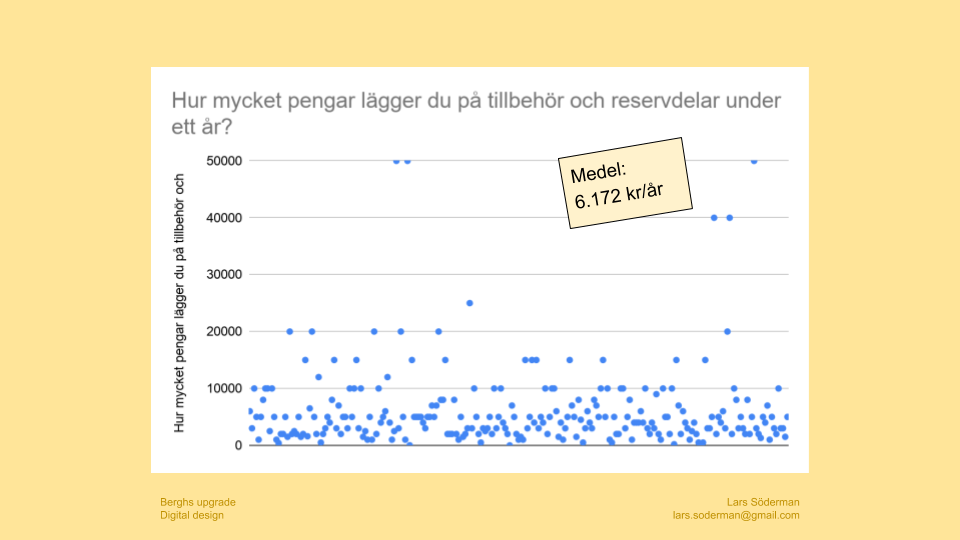 Hur mycket pengar lägger du på tillbehör och reservdelar under
ett år?
Hur mycket pengar lägger du på tillbehör och
50000
40000
30000
20000
10000
0
Medel:
6.172 kr/år
Berghs upgrade
Digital design
Lars Söderman
lars.soderman@gmail.com